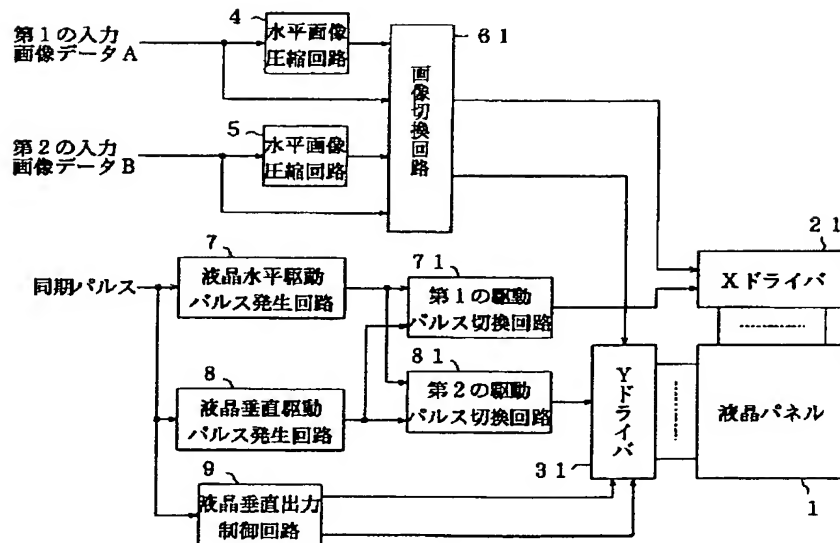 第1の入力
画像データA
4
水平画像
圧縮回路
61
画像切換回路
第2の入力
画像データB
5
水平画像
圧縮回路
21
Xドライバ
同期パルス
7
液晶水平駆動
パルス発生回路
71
第1の駆動
パルス切換回路
8
液晶垂直駆動
パルス発生回路
81
第2の駆動
パルス切換回路
Yドライバ
31
液晶パネル
1
9
液晶垂直出力
制御回路